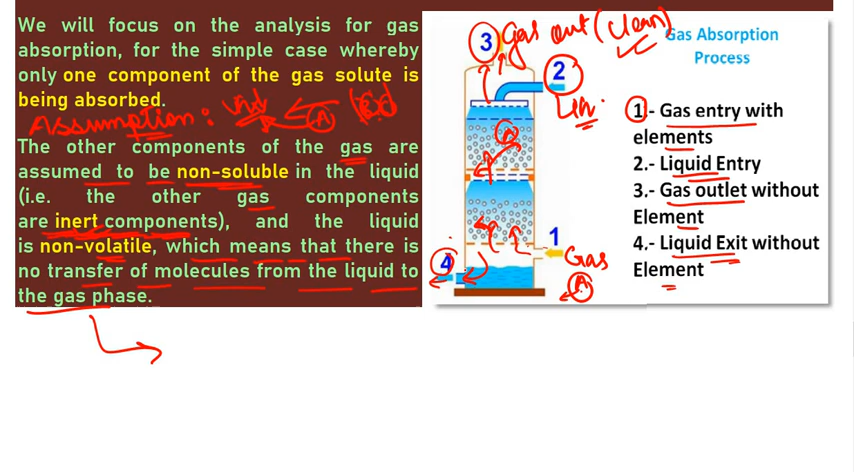 We will focus on the analysis for gas
absorption, for the simple case whereby
only one component of the gas solute is
being absorbed.
Assumption:
A
The other components of the gas are
assumed to be non-soluble in the liquid
(i.e. the other gas components
are inert components), and the liquid
is non-volatile, which means that there is
no transfer of molecules from the liquid to
the gas phase.
3
Gas out (Clean)
2
A
1
Gas
A
4
Gas Absorption
Process
1.- Gas entry with
elements
2.- Liquid Entry
3.- Gas outlet without
Element
4.- Liquid Exit without
Element